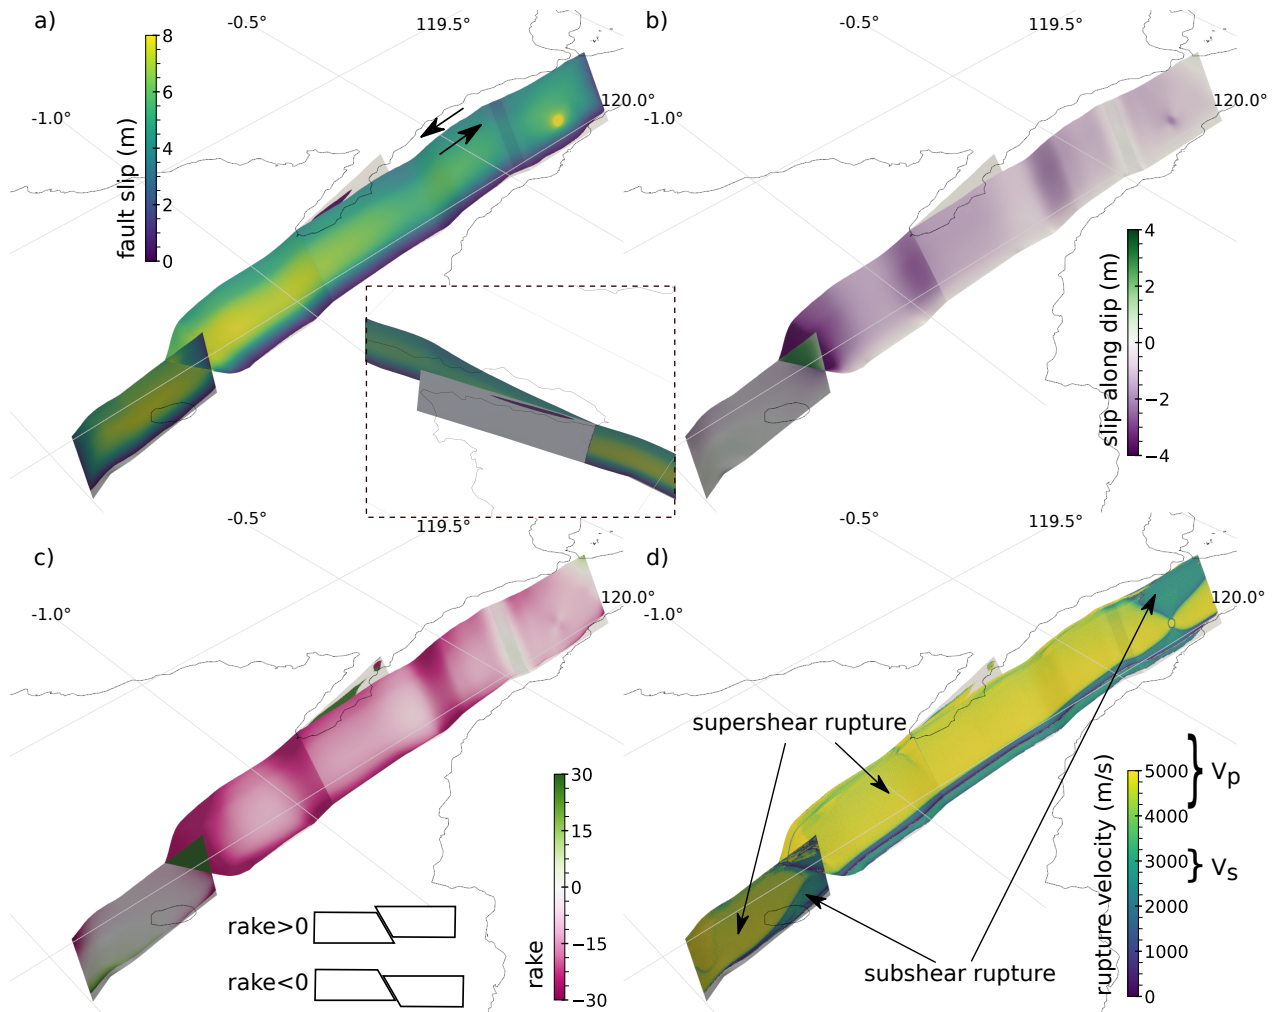 a)
-0.5°
119.5°
b)
-0.5°
119.5°
8
6
4
2
0
fault slip (m)
-1.0°
120.0°
-1.0°
120.0°
4
2
0
−2
−4
slip along dip (m)
c)
-0.5°
119.5°
d)
-0.5°
119.5°
-1.0°
120.0°
-1.0°
120.0°
supershear rupture
30
15
0
−15
−30
rake
rake>0
rake<0
5000
4000
3000
2000
1000
0
rupture velocity (m/s)
Vp
Vs
subshear rupture